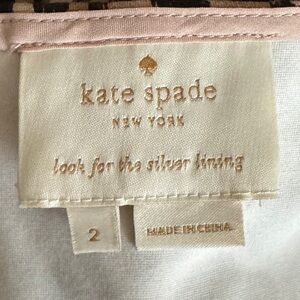 kate spade
NEW YORK
look for the silver lining
2
MADE IN CHINA